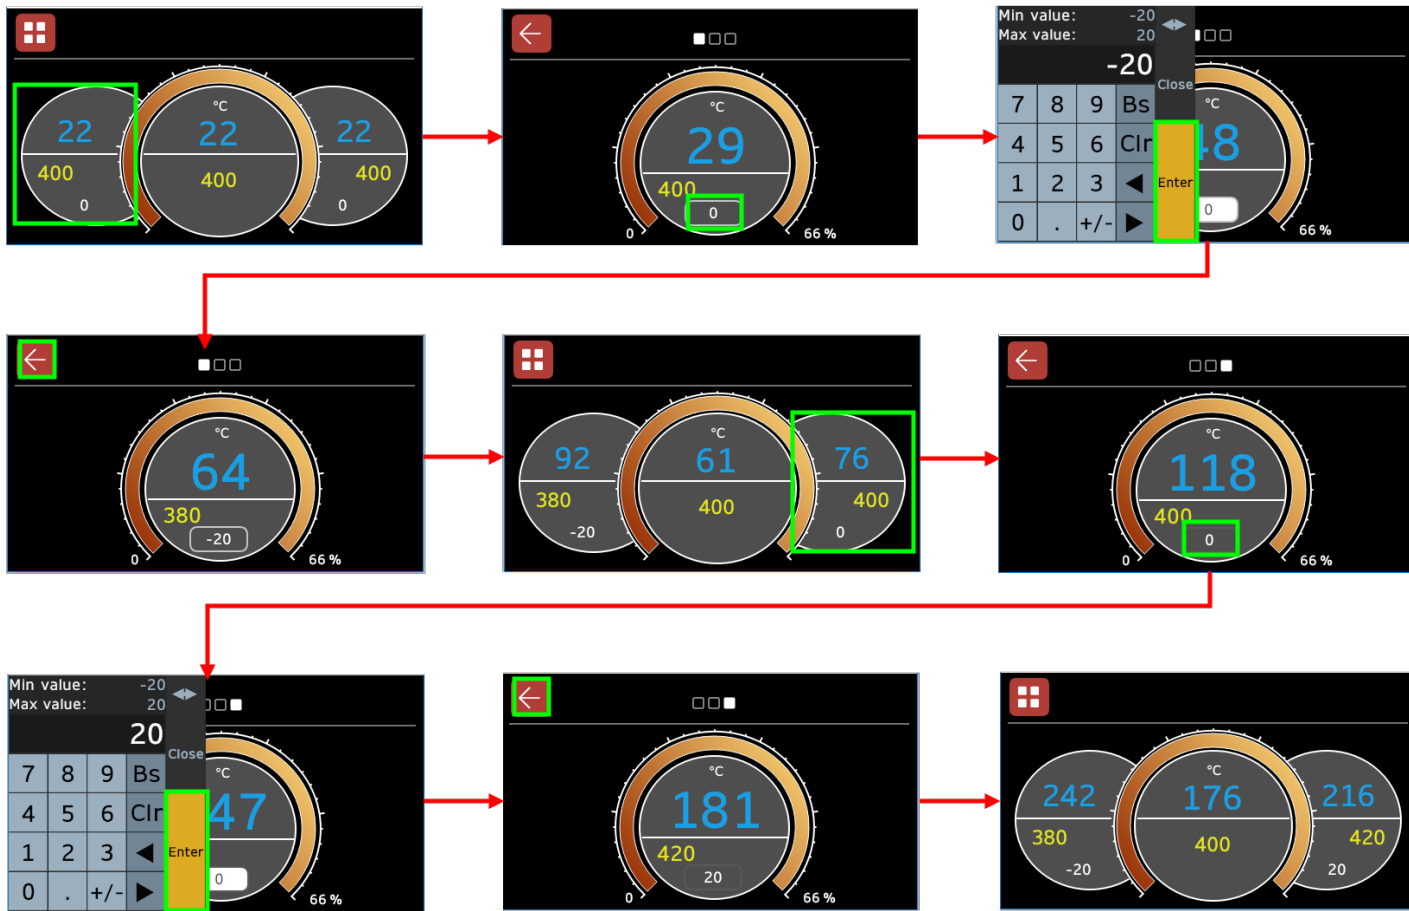 °C
22 22 22
400 400 400
0 0
°C
29
400
0
0 66 %
Min value: -20
Max value: 20
-20
Close
7 8 9 Bs
4 5 6 Clr
1 2 3 Enter
0 . +/-
°C
48
0
66 %
°C
64
380
-20
0 66 %
°C
92 61 76
380 400 400
-20 0
°C
118
400
0
0 66 %
Min value: -20
Max value: 20
20
Close
7 8 9 Bs
4 5 6 Clr
1 2 3 Enter
0 . +/-
°C
47
0
66 %
°C
181
420
20
0 66 %
°C
242 176 216
380 400 420
-20 20